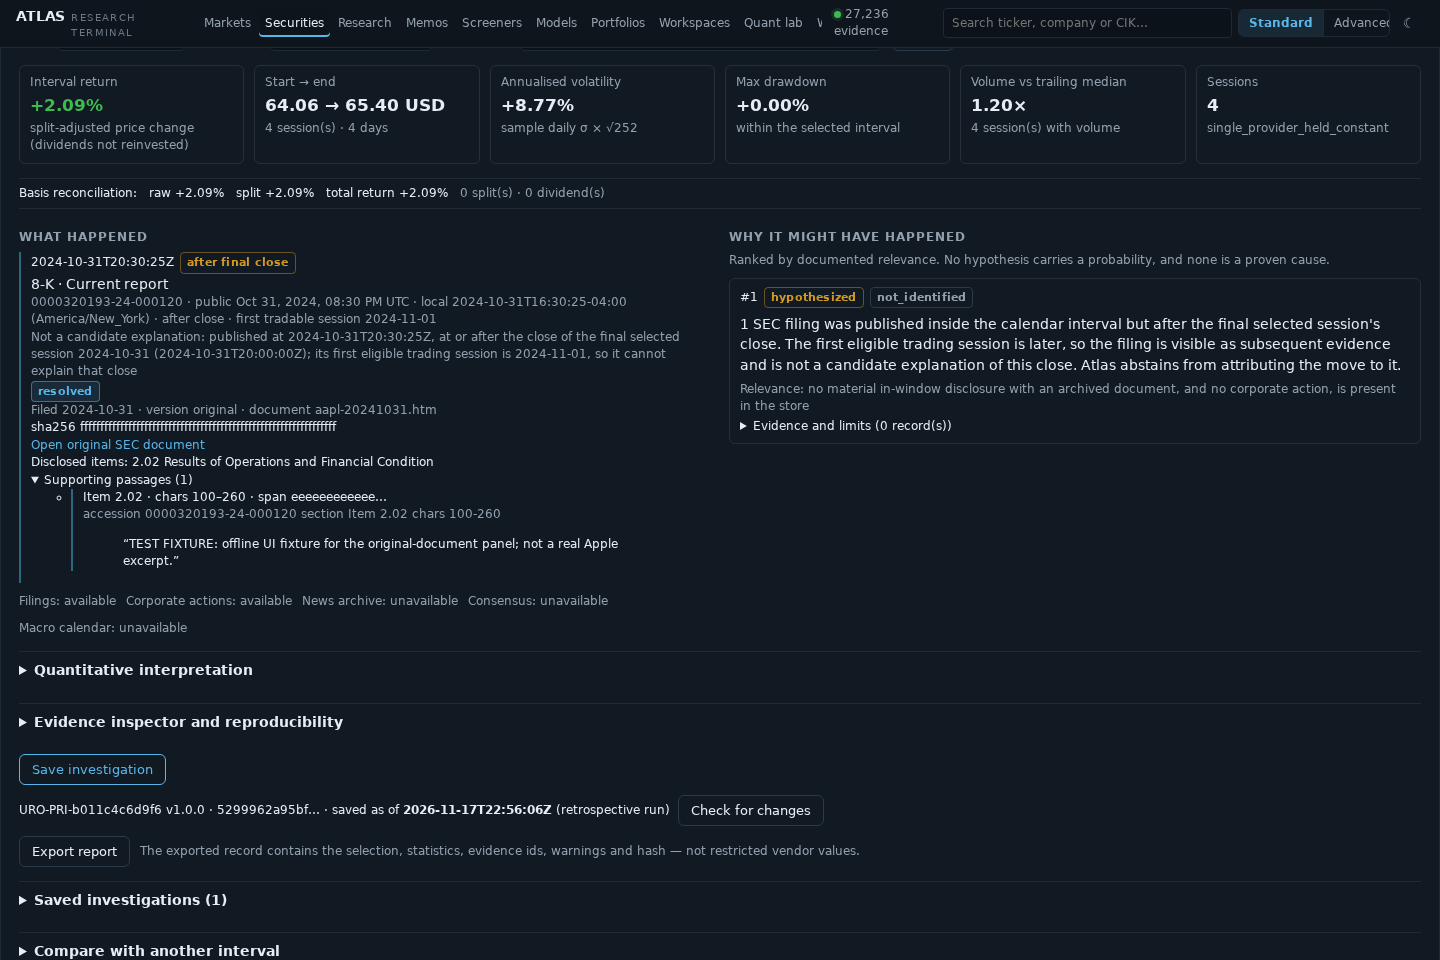 ATLAS RESEARCH TERMINAL
Markets Securities Research Memos Screeners Models Portfolios Workspaces Quant lab
27,236 evidence
Search ticker, company or CIK...
Standard Advanced
Interval return
+2.09%
split-adjusted price change
(dividends not reinvested)
Start → end
64.06 → 65.40 USD
4 session(s) · 4 days
Annualised volatility
+8.77%
sample daily σ × √252
Max drawdown
+0.00%
within the selected interval
Volume vs trailing median
1.20×
4 session(s) with volume
Sessions
4
single_provider_held_constant
Basis reconciliation: raw +2.09% split +2.09% total return +2.09% 0 split(s) · 0 dividend(s)
WHAT HAPPENED
2024-10-31T20:30:25Z after final close
8-K · Current report
0000320193-24-000120 · public Oct 31, 2024, 08:30 PM UTC · local 2024-10-31T16:30:25-04:00
(America/New_York) · after close · first tradable session 2024-11-01
Not a candidate explanation: published at 2024-10-31T20:30:25Z, at or after the close of the final selected
session 2024-10-31 (2024-10-31T20:00:00Z); its first eligible trading session is 2024-11-01, so it cannot
explain that close
resolved
Filed 2024-10-31 · version original · document aapl-20241031.htm
sha256 ffffffffffffffffffffffffffffffffffffffffffffffffffffffffffffffff
Open original SEC document
Disclosed items: 2.02 Results of Operations and Financial Condition
Supporting passages (1)
Item 2.02 · chars 100–260 · span eeeeeeeeeeee…
accession 0000320193-24-000120 section Item 2.02 chars 100-260
“TEST FIXTURE: offline UI fixture for the original-document panel; not a real Apple
excerpt.”
Filings: available Corporate actions: available News archive: unavailable Consensus: unavailable
Macro calendar: unavailable
WHY IT MIGHT HAVE HAPPENED
Ranked by documented relevance. No hypothesis carries a probability, and none is a proven cause.
#1 hypothesized not_identified
1 SEC filing was published inside the calendar interval but after the final selected session's
close. The first eligible trading session is later, so the filing is visible as subsequent evidence
and is not a candidate explanation of this close. Atlas abstains from attributing the move to it.
Relevance: no material in-window disclosure with an archived document, and no corporate action, is present
in the store
Evidence and limits (0 record(s))
Quantitative interpretation
Evidence inspector and reproducibility
Save investigation
URO-PRI-b011c4c6d9f6 v1.0.0 · 5299962a95bf… · saved as of 2026-11-17T22:56:06Z (retrospective run) Check for changes
Export report The exported record contains the selection, statistics, evidence ids, warnings and hash — not restricted vendor values.
Saved investigations (1)
Compare with another interval